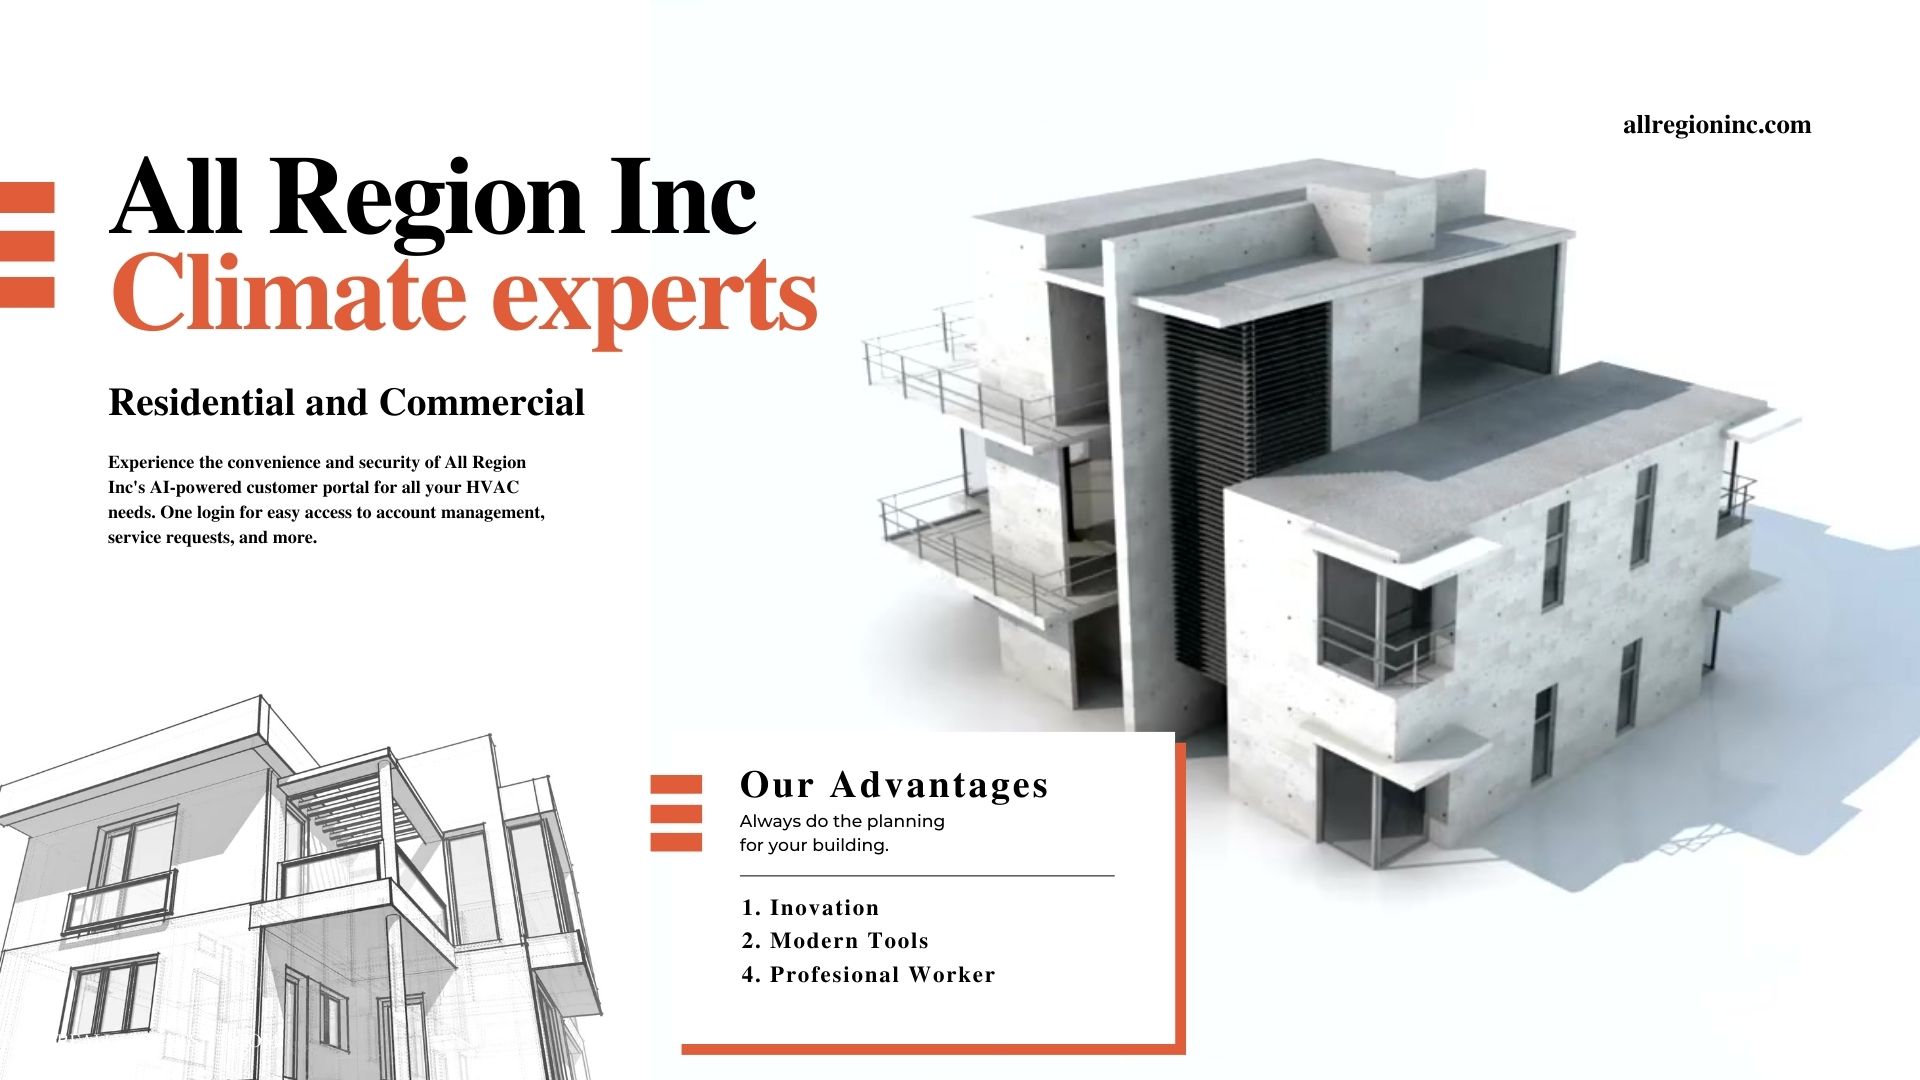 allregioninc.com
All Region Inc
Climate experts
Residential and Commercial
Experience the convenience and security of All Region
Inc's AI-powered customer portal for all your HVAC
needs. One login for easy access to account management,
service requests, and more.
Our Advantages
Always do the planning
for your building.
1. Inovation
2. Modern Tools
4. Profesional Worker